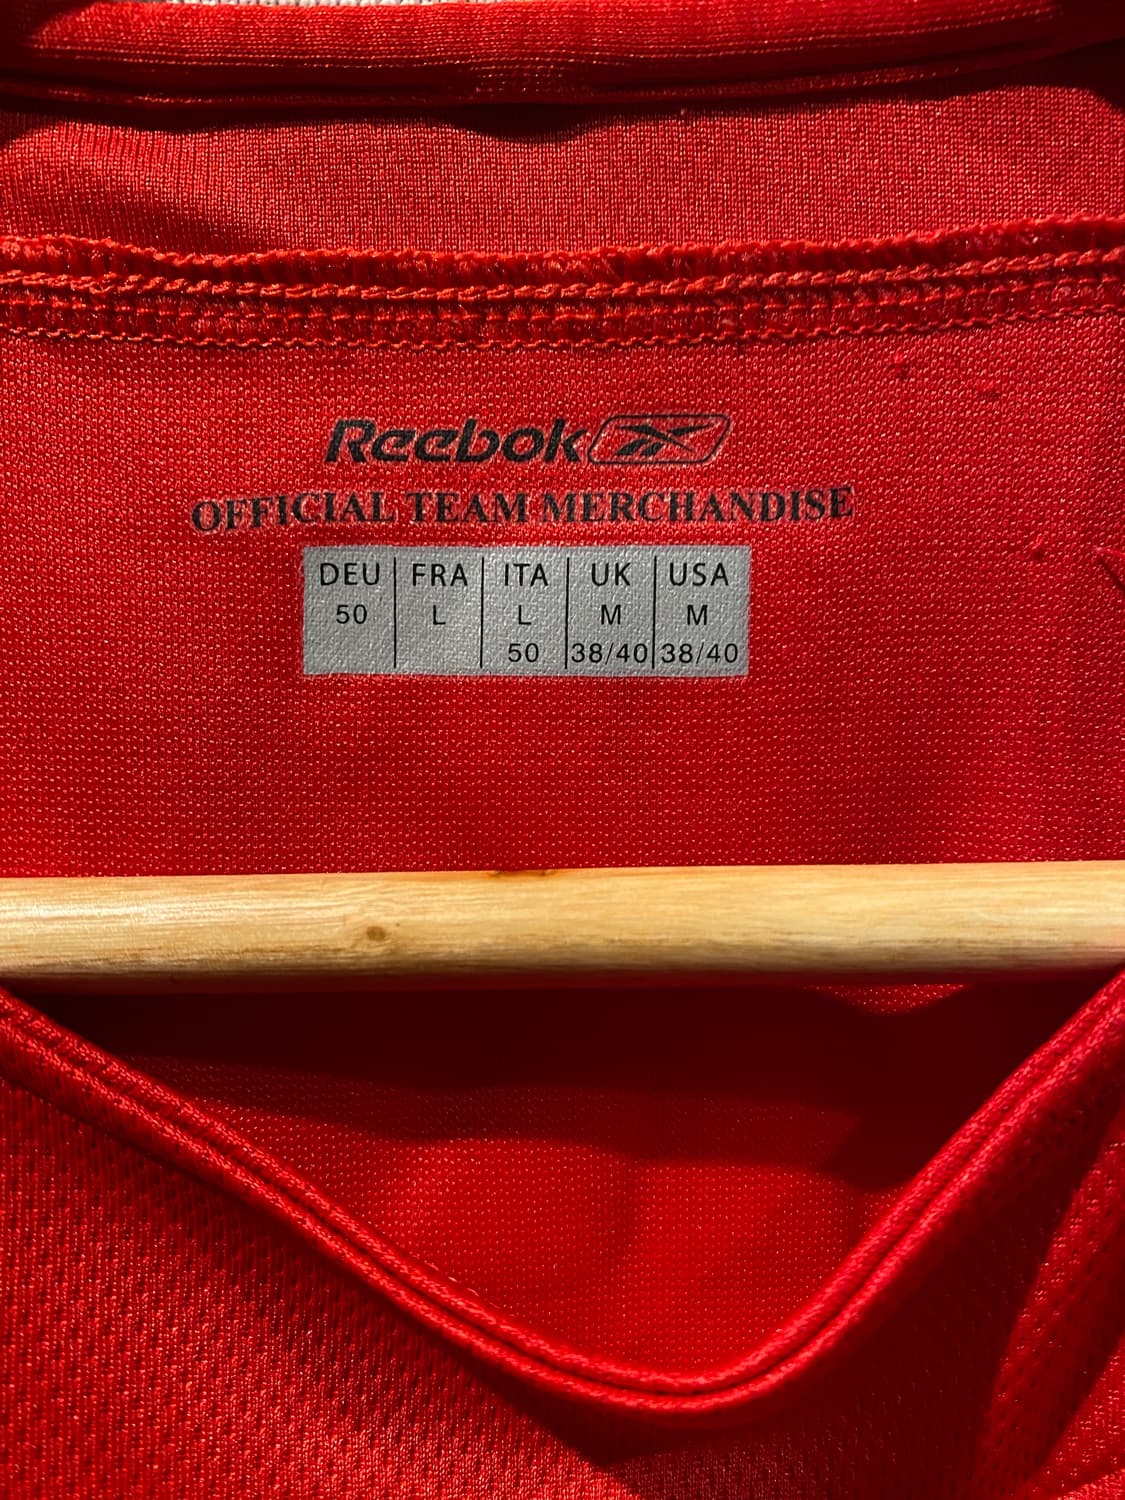 Reebok
OFFICIAL TEAM MERCHANDISE
DEU FRA ITA UK USA
50 L L M M
50 38/40 38/40